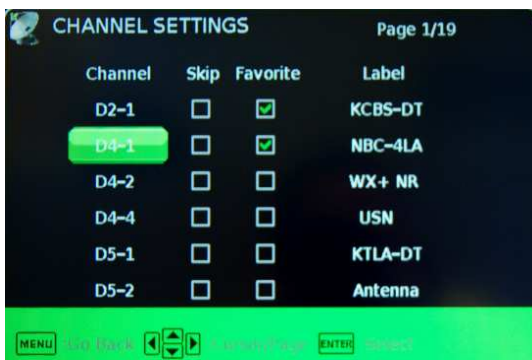 CHANNEL SETTINGS Page 1/19
Channel Skip Favorite Label
D2-1 KCBS-DT
D4-1 NBC-4LA
D4-2 WX+ NR
D4-4 USN
D5-1 KTLA-DT
D5-2 Antenna
MENU Go Back ENTER Select